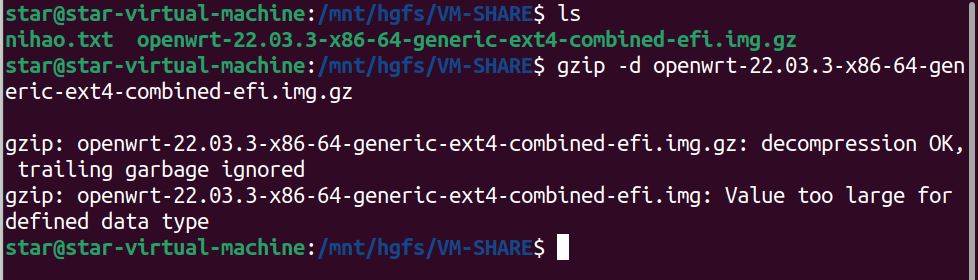 star@star-virtual-machine:/mnt/hgfs/VM-SHARE$ ls
nihao.txt  openwrt-22.03.3-x86-64-generic-ext4-combined-efi.img.gz
star@star-virtual-machine:/mnt/hgfs/VM-SHARE$ gzip -d openwrt-22.03.3-x86-64-gen
eric-ext4-combined-efi.img.gz

gzip: openwrt-22.03.3-x86-64-generic-ext4-combined-efi.img.gz: decompression OK,
 trailing garbage ignored
gzip: openwrt-22.03.3-x86-64-generic-ext4-combined-efi.img: Value too large for
defined data type
star@star-virtual-machine:/mnt/hgfs/VM-SHARE$